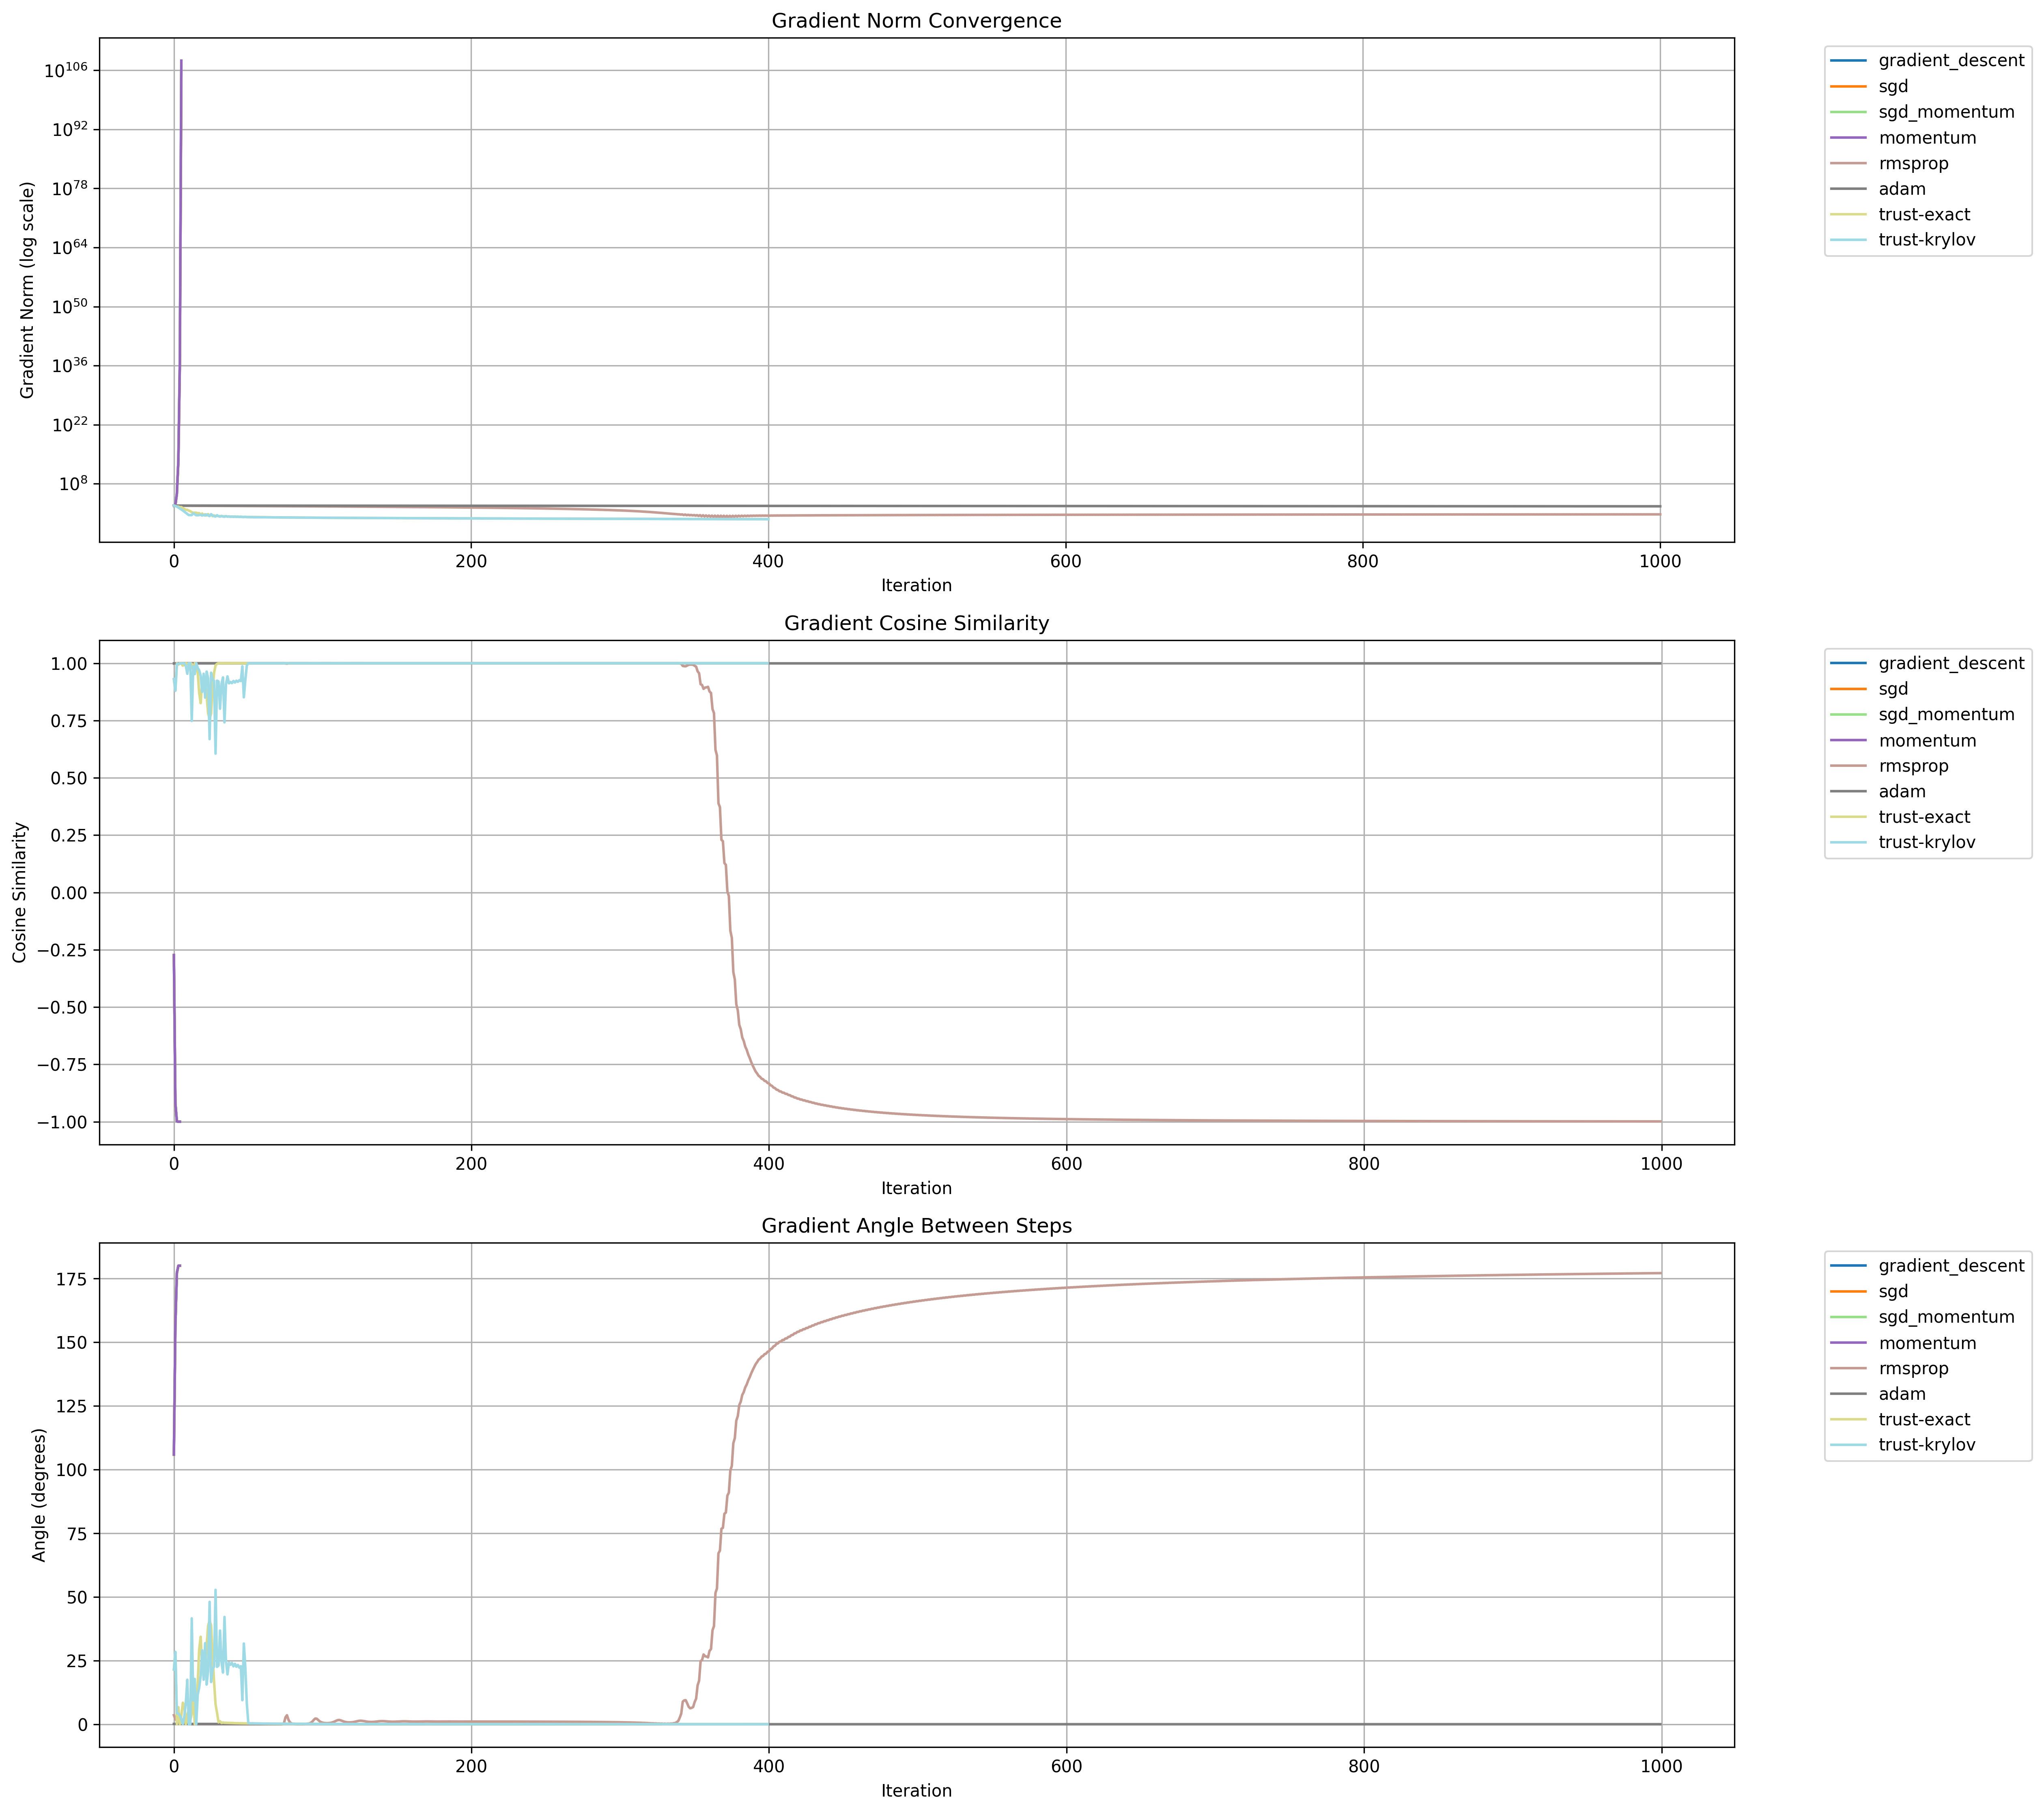 Gradient Norm Convergence
10^106
10^92
10^78
10^64
10^50
10^36
10^22
10^8
Gradient Norm (log scale)
0 200 400 600 800 1000
Iteration
gradient_descent
sgd
sgd_momentum
momentum
rmsprop
adam
trust-exact
trust-krylov
Gradient Cosine Similarity
1.00
0.75
0.50
0.25
0.00
−0.25
−0.50
−0.75
−1.00
Cosine Similarity
0 200 400 600 800 1000
Iteration
gradient_descent
sgd
sgd_momentum
momentum
rmsprop
adam
trust-exact
trust-krylov
Gradient Angle Between Steps
175
150
125
100
75
50
25
0
Angle (degrees)
0 200 400 600 800 1000
Iteration
gradient_descent
sgd
sgd_momentum
momentum
rmsprop
adam
trust-exact
trust-krylov